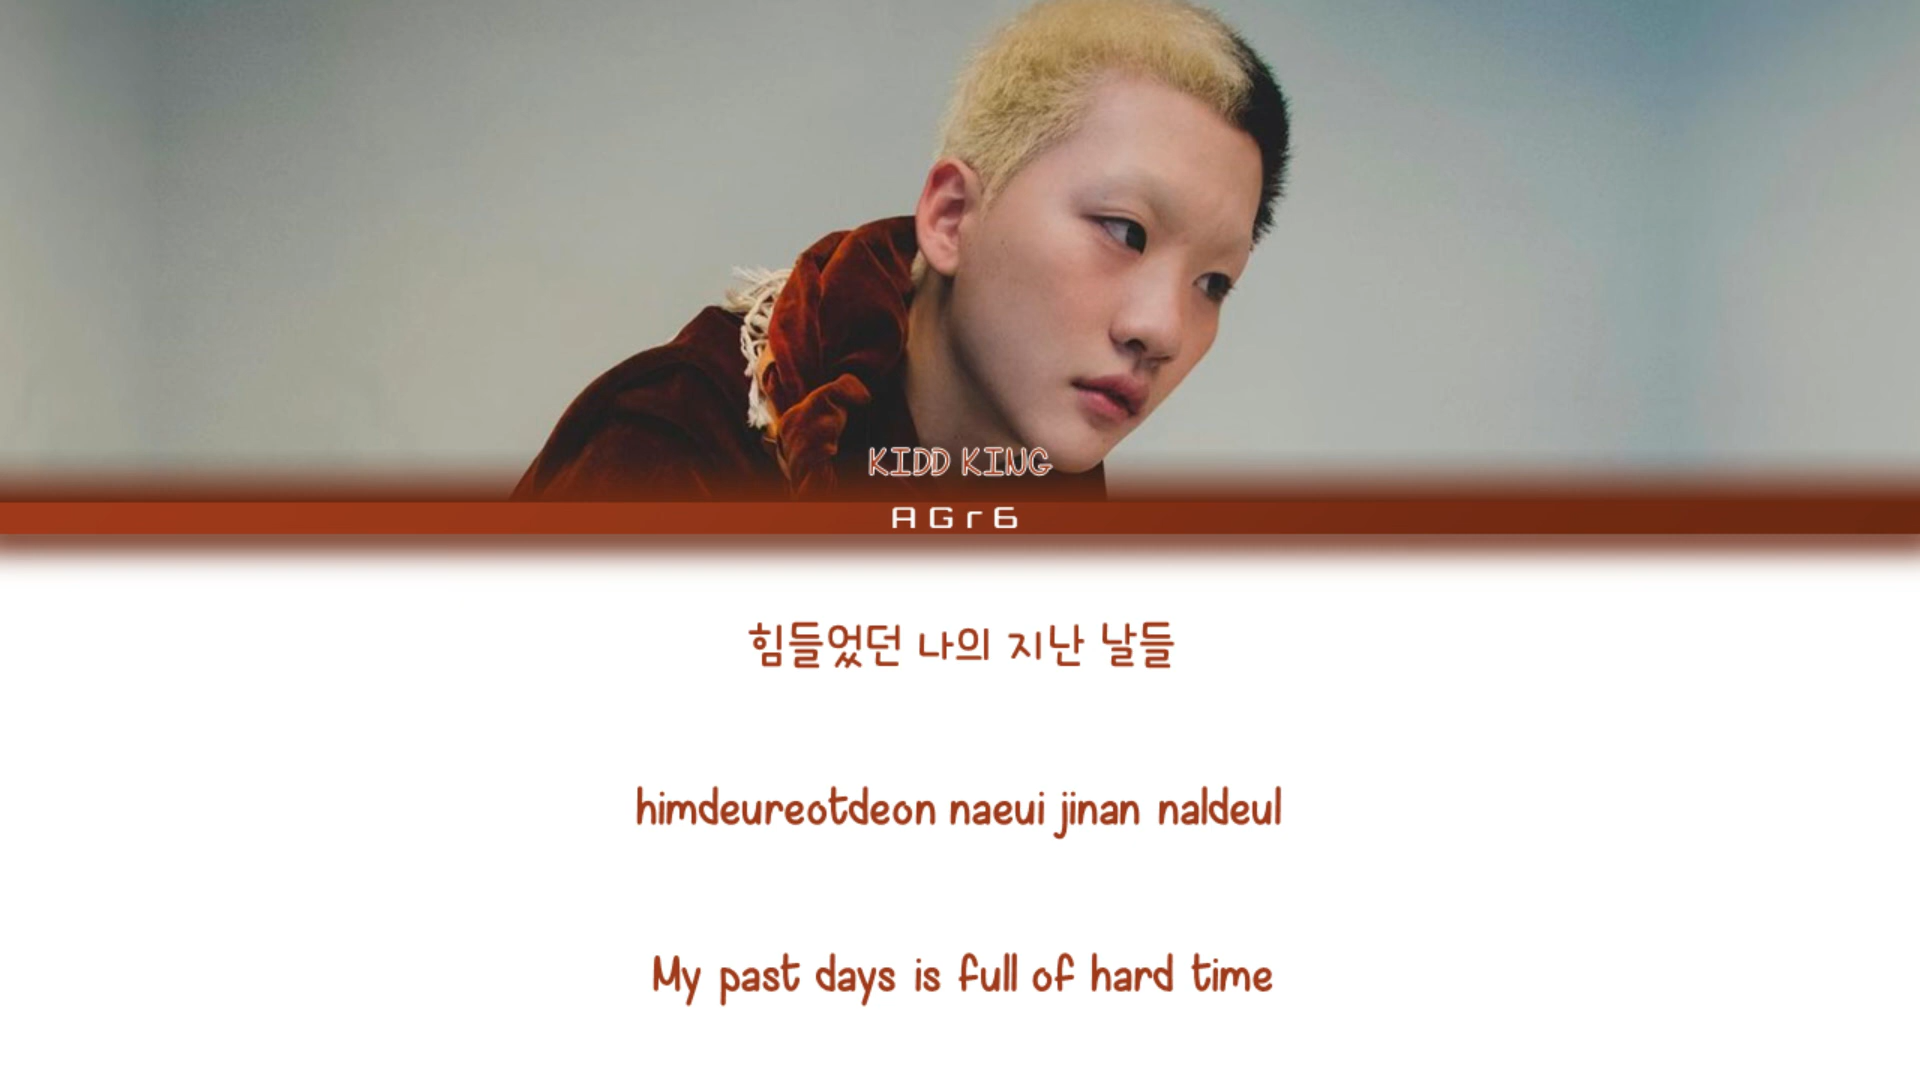 KIDD KING
AGr6
힘들었던 나의 지난 날들
himdeureotdeon naeui jinan naldeul
My past days is full of hard time